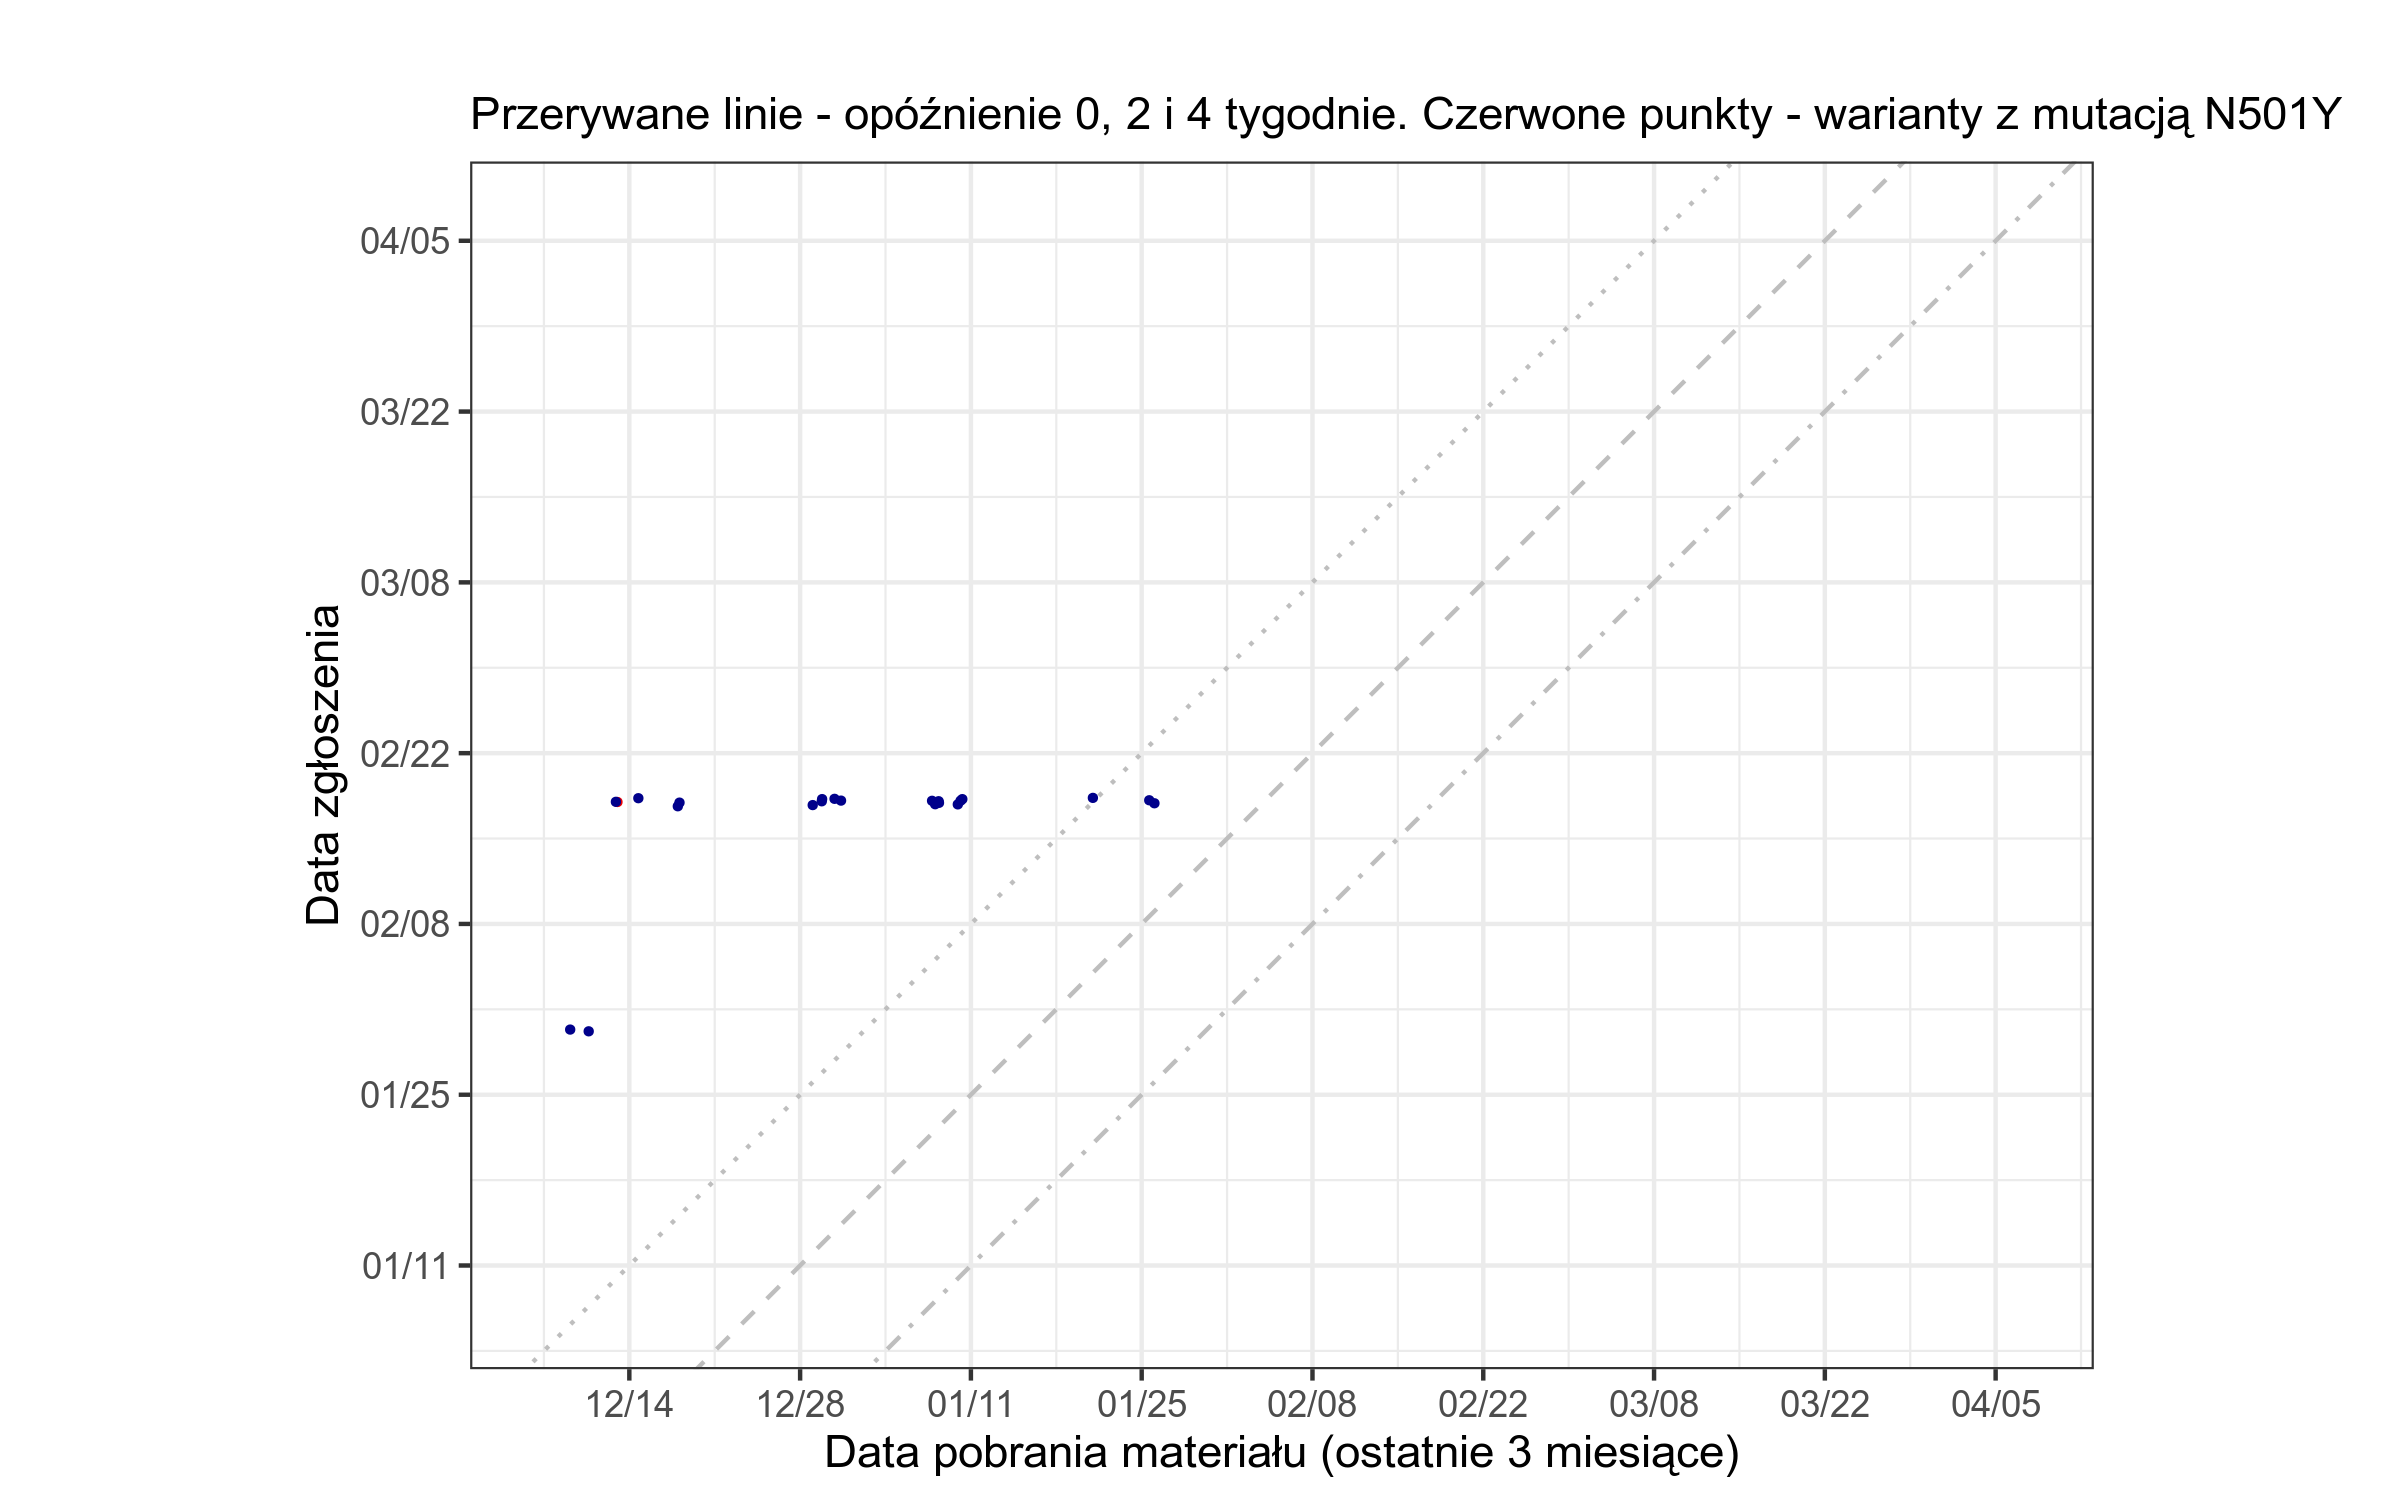 Przerywane linie - opóźnienie 0, 2 i 4 tygodnie. Czerwone punkty - warianty z mutacją N501Y
Data zgłoszenia
04/05
03/22
03/08
02/22
02/08
01/25
01/11
12/14 12/28 01/11 01/25 02/08 02/22 03/08 03/22 04/05
Data pobrania materiału (ostatnie 3 miesiące)